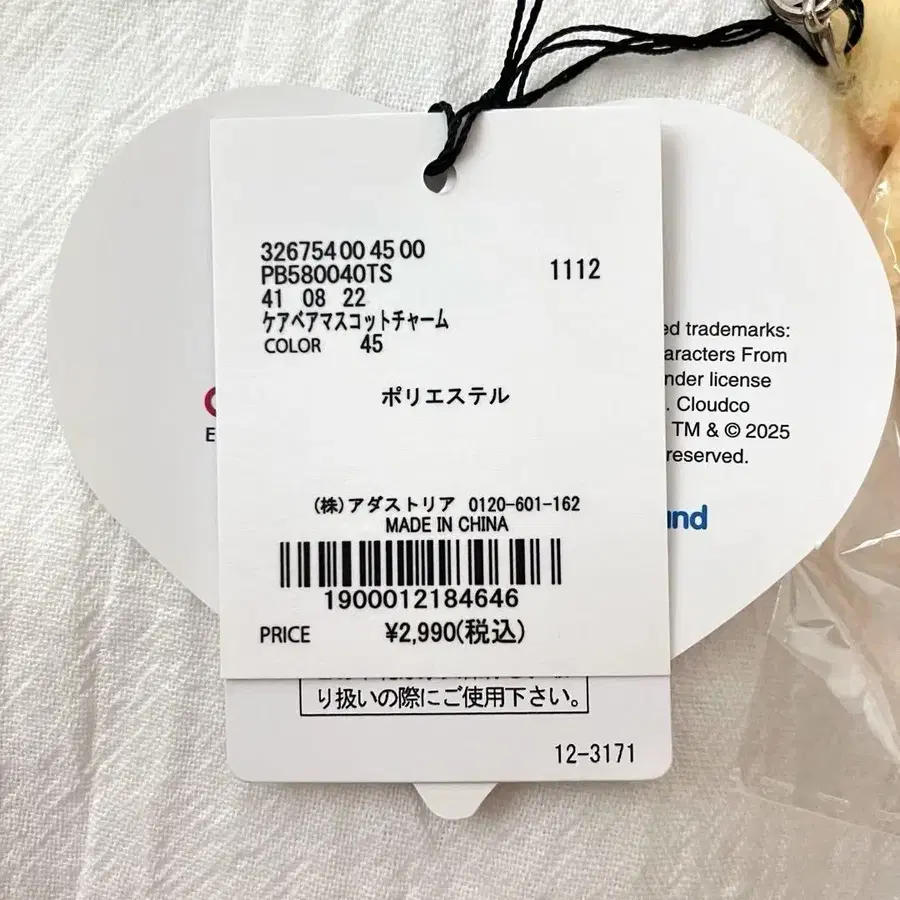 32675400 45 00
PB580040TS
1112
41 08 22
ケアベアマスコットチャーム
COLOR 45
ポリエステル
(株)アダストリア 0120-601-162
MADE IN CHINA
1900012184646
PRICE ¥2,990(税込)
り扱いの際にご使用下さい。
12-3171
ed trademarks:
aracters From
nder license
. Cloudco
TM & © 2025
reserved.
and